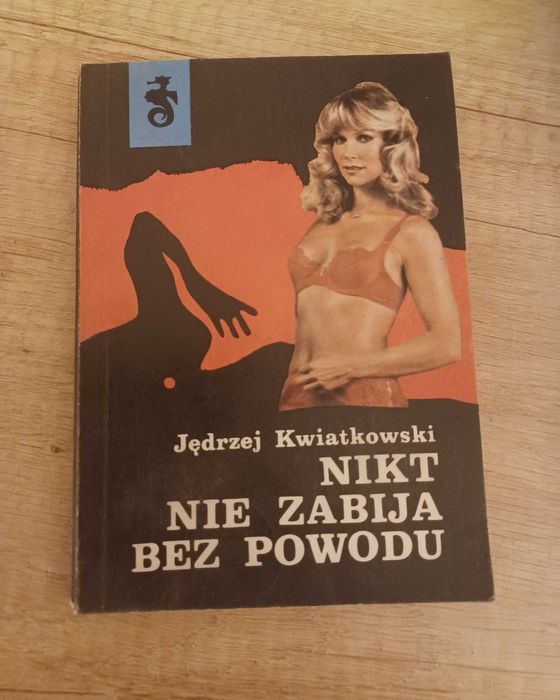 Jędrzej Kwiatkowski
NIKT
NIE ZABIJA
BEZ POWODU